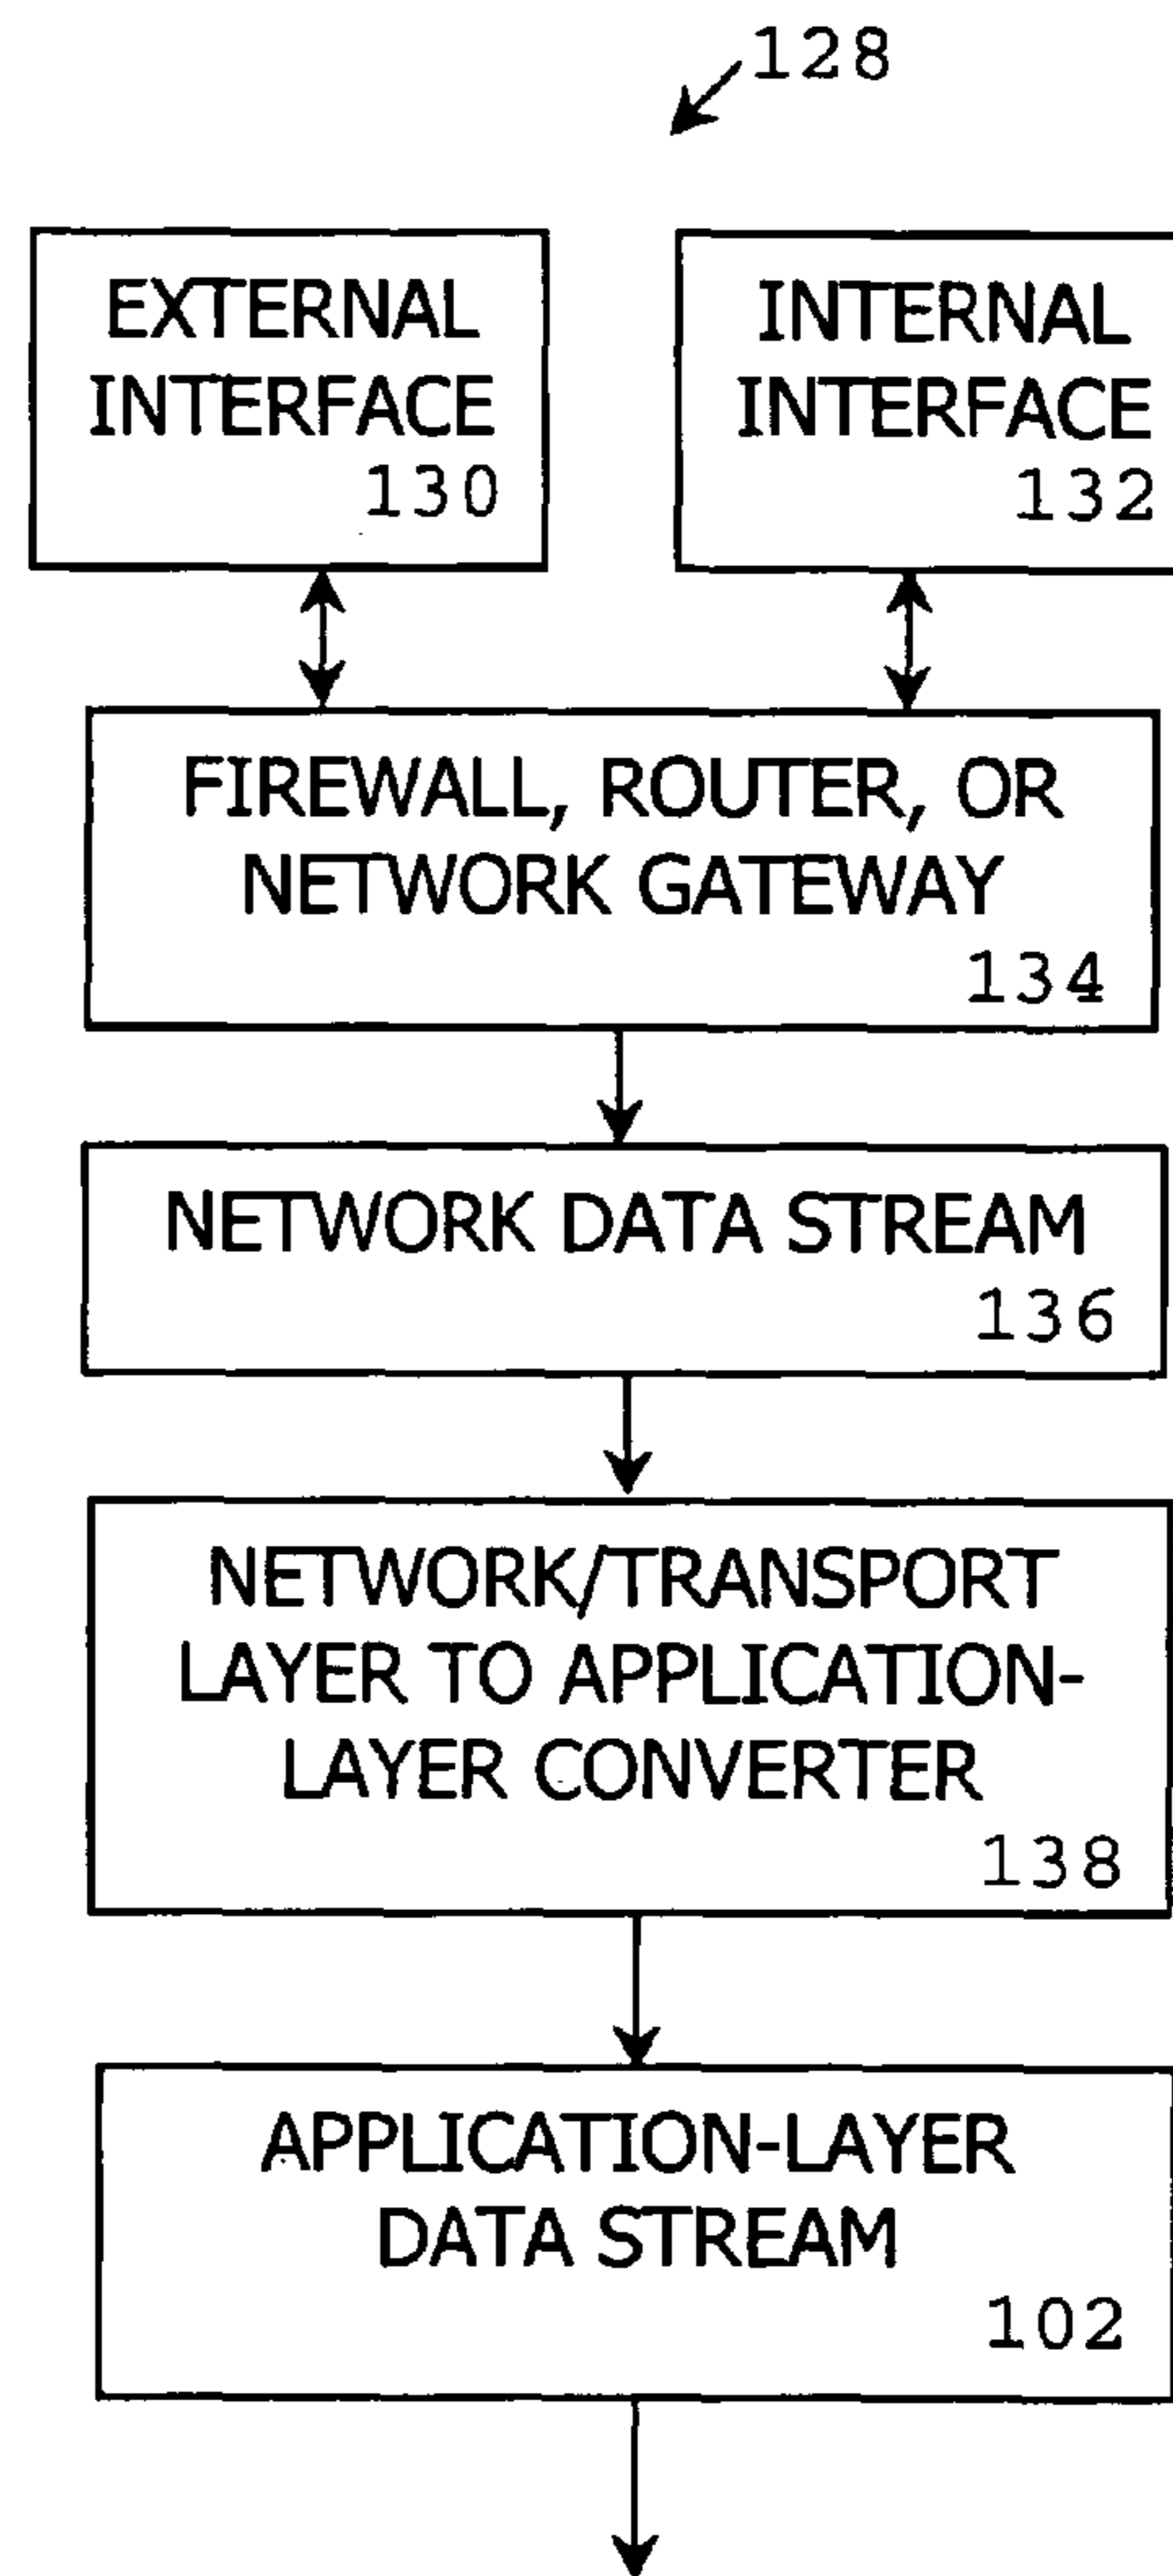 128
EXTERNAL
INTERFACE
130
INTERNAL
INTERFACE
132
FIREWALL, ROUTER, OR
NETWORK GATEWAY
134
NETWORK DATA STREAM
136
NETWORK/TRANSPORT
LAYER TO APPLICATION-
LAYER CONVERTER
138
APPLICATION-LAYER
DATA STREAM
102